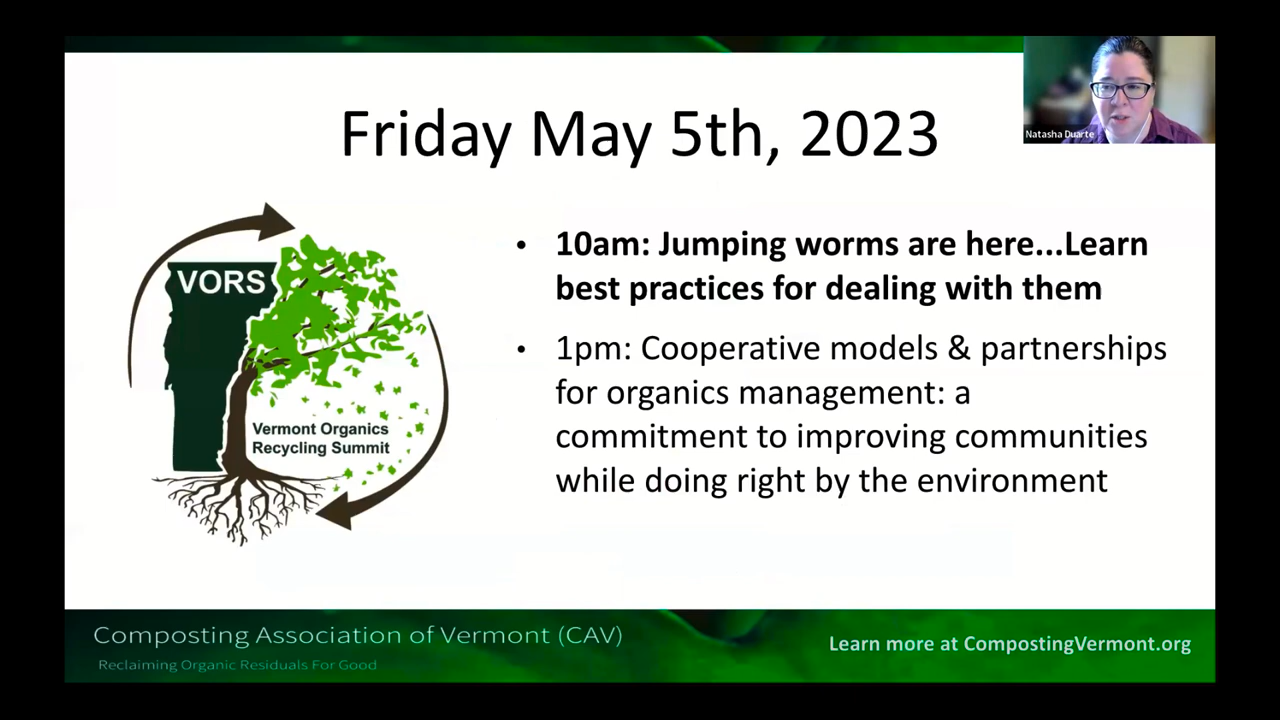 Friday May 5th, 2023
Natasha Duarte
VORS
Vermont Organics
Recycling Summit
• 10am: Jumping worms are here...Learn
best practices for dealing with them
• 1pm: Cooperative models & partnerships
for organics management: a
commitment to improving communities
while doing right by the environment
Composting Association of Vermont (CAV)
Reclaiming Organic Residuals For Good
Learn more at CompostingVermont.org